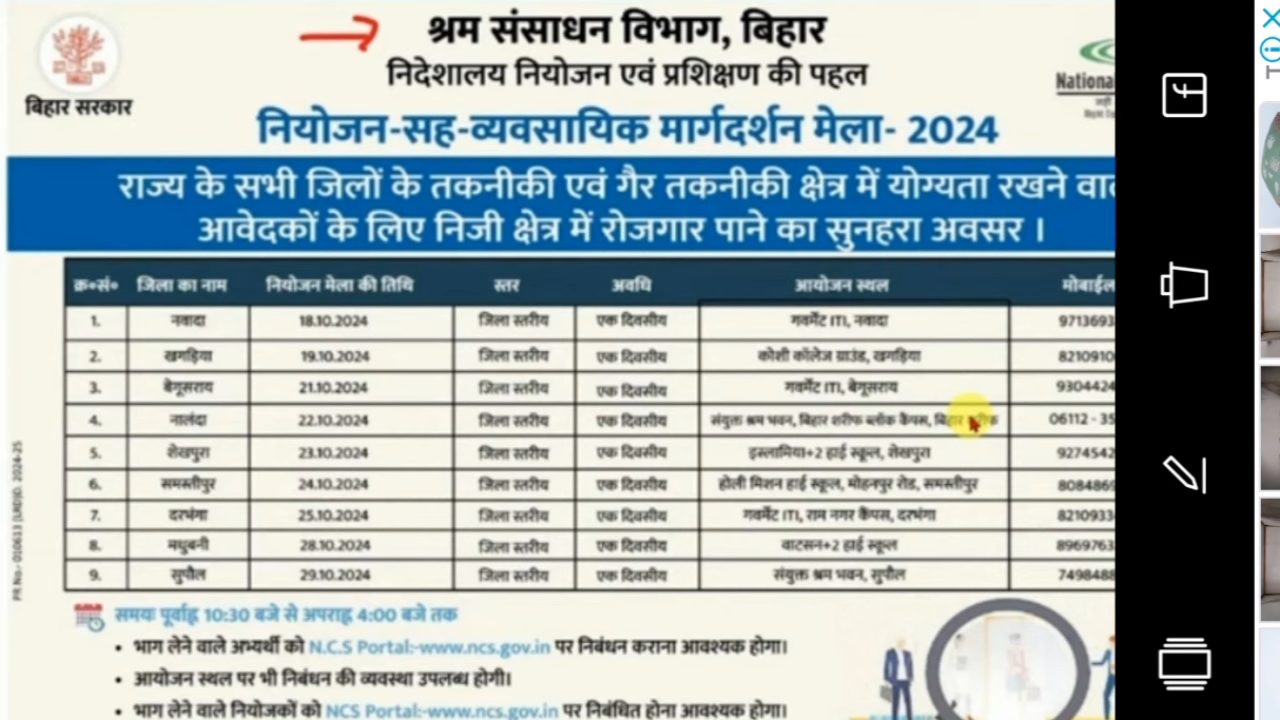 श्रम संसाधन विभाग, बिहार
निदेशालय नियोजन एवं प्रशिक्षण की पहल
बिहार सरकार
National
नियोजन-सह-व्यवसायिक मार्गदर्शन मेला- 2024
राज्य के सभी जिलों के तकनीकी एवं गैर तकनीकी क्षेत्र में योग्यता रखने
आवेदकों के लिए निजी क्षेत्र में रोजगार पाने का सुनहरा अवसर ।
क्र॰सं॰ जिला का नाम नियोजन मेला की तिथि स्तर अवधि आयोजन स्थल मोबाईल
1. नवादा 18.10.2024 जिला स्तरीय एक दिवसीय गवर्मेंट ITI, नवादा 9713693
2. खगड़िया 19.10.2024 जिला स्तरीय एक दिवसीय कोशी कॉलेज ग्राउंड, खगड़िया 8210910
3. बेगूसराय 21.10.2024 जिला स्तरीय एक दिवसीय गवर्मेंट ITI, बेगूसराय 9304424
4. नालंदा 22.10.2024 जिला स्तरीय एक दिवसीय संयुक्त श्रम भवन, बिहार शरीफ ब्लॉक कैंपस, बिहार 06112 - 35
5. शेखपुरा 23.10.2024 जिला स्तरीय एक दिवसीय इस्लामिया+2 हाई स्कूल, शेखपुरा 9274542
6. समस्तीपुर 24.10.2024 जिला स्तरीय एक दिवसीय होली मिशन हाई स्कूल, मोहनपुर रोड, समस्तीपुर 8084869
7. दरभंगा 25.10.2024 जिला स्तरीय एक दिवसीय गवर्मेंट ITI, राम नगर कैंपस, दरभंगा 8210933
8. मधुबनी 28.10.2024 जिला स्तरीय एक दिवसीय वाटसन+2 हाई स्कूल 8969763
9. सुपौल 29.10.2024 जिला स्तरीय एक दिवसीय संयुक्त श्रम भवन, सुपौल 7498488
PR No.- 010613 (LRD)D. 2024-25
समयः पूर्वाह्न 10:30 बजे से अपराह्न 4:00 बजे तक
• भाग लेने वाले अभ्यर्थी को N.C.S Portal:-www.ncs.gov.in पर निबंधन कराना आवश्यक होगा।
• आयोजन स्थल पर भी निबंधन की व्यवस्था उपलब्ध होगी।
• भाग लेने वाले नियोजकों को NCS Portal:-www.ncs.gov.in पर निबंधित होना आवश्यक होगा।